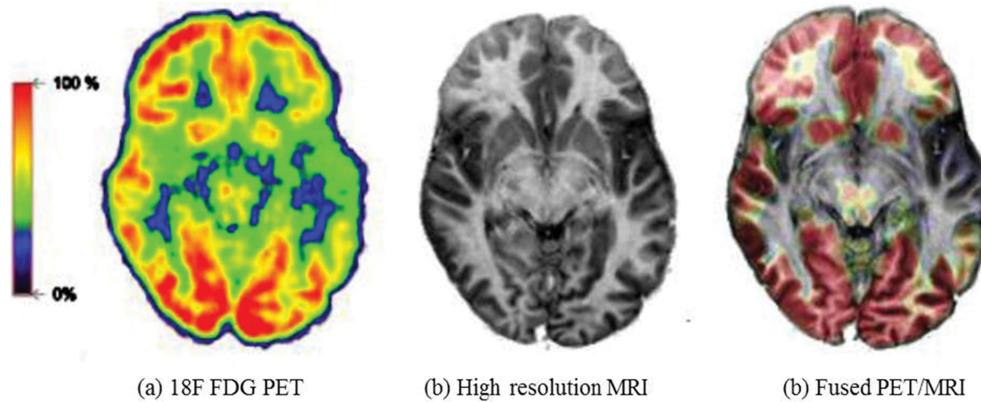 100 %
0%
(a) 18F FDG PET
(b) High resolution MRI
(b) Fused PET/MRI